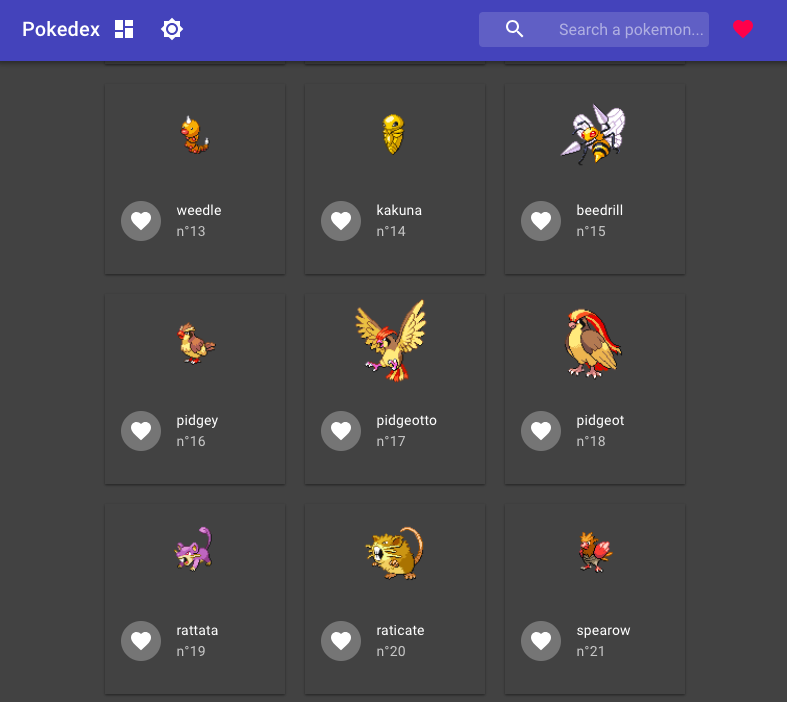 Pokedex
Search a pokemon...
weedle
n°13
kakuna
n°14
beedrill
n°15
pidgey
n°16
pidgeotto
n°17
pidgeot
n°18
rattata
n°19
raticate
n°20
spearow
n°21